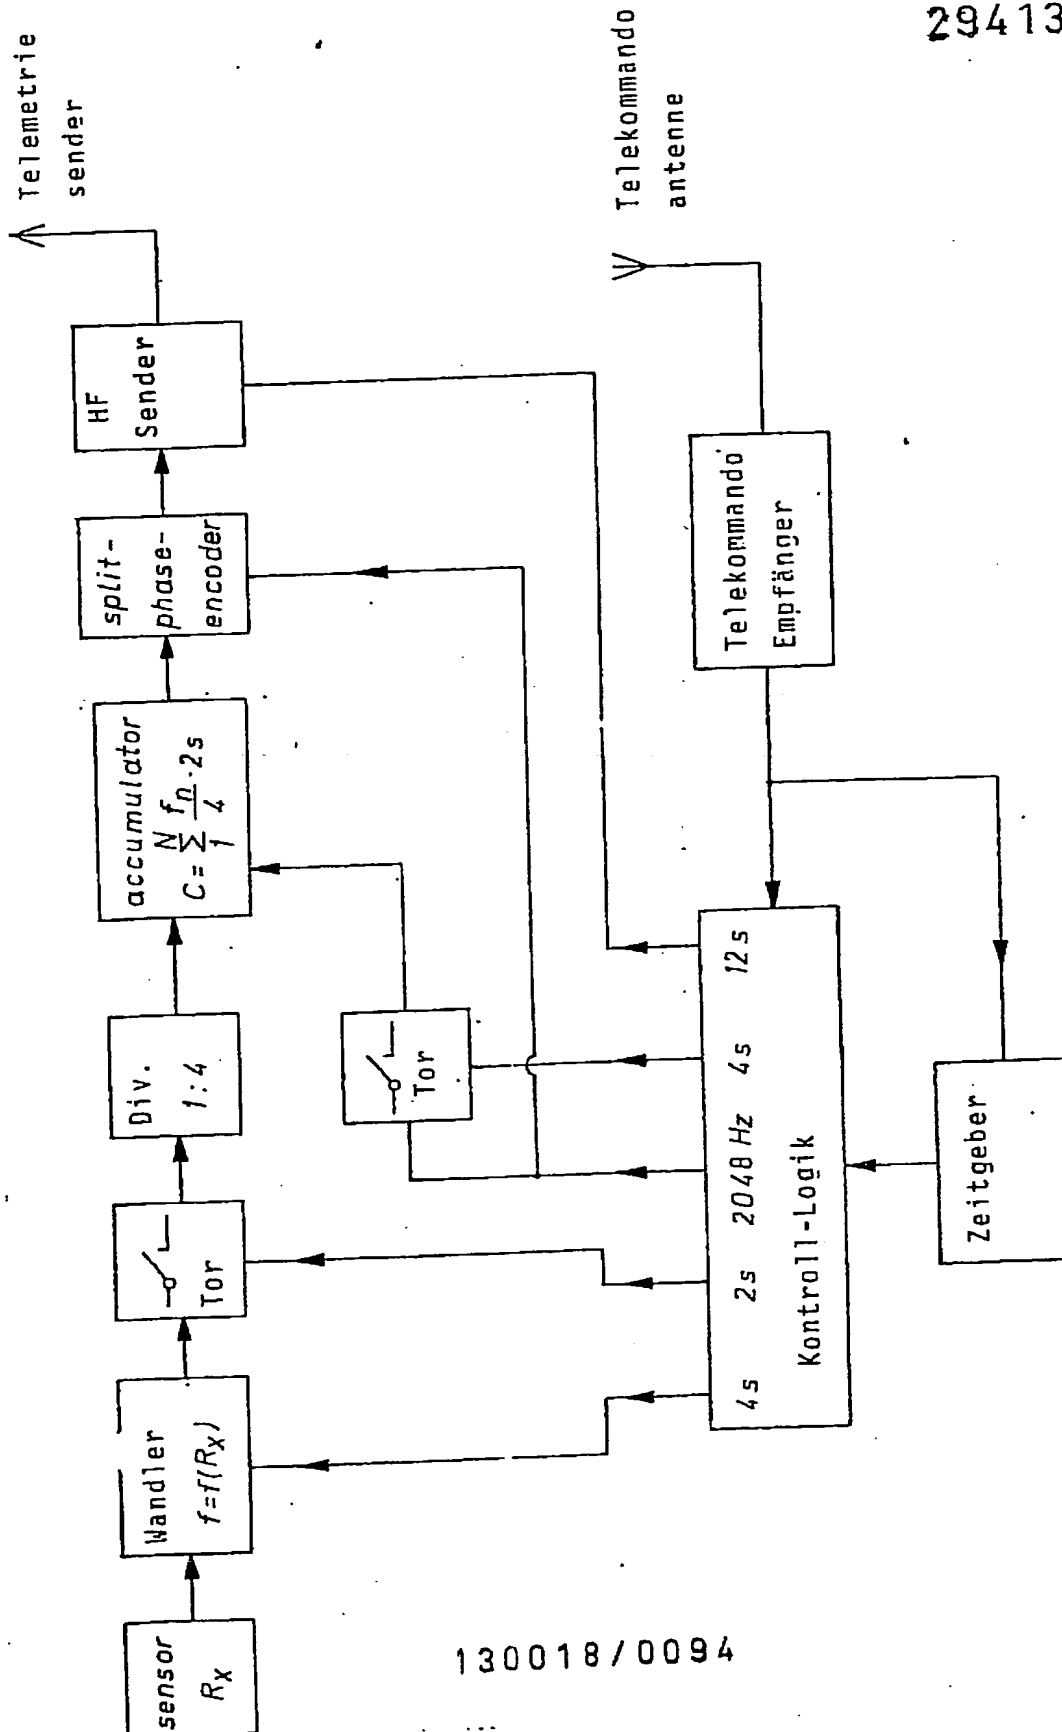 29413
Telemetrie
sender
HF
Sender
split-
phase-
encoder
accumulator
C = N Σ 1 fn/4 · 2s
Div.
1:4
Tor
Wandler
f=f(Rx)
sensor
Rx
Tor
Telekommando
antenne
Telekommando
Empfänger
4s 2s 2048 Hz 4s 12s
Kontroll-Logik
Zeitgeber
130018/0094